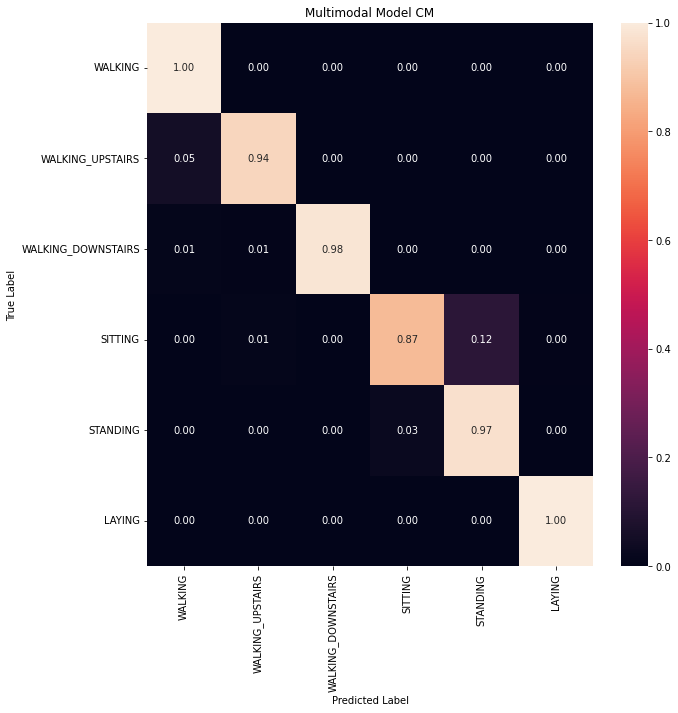 Multimodal Model CM
WALKING 1.00 0.00 0.00 0.00 0.00 0.00
WALKING_UPSTAIRS 0.05 0.94 0.00 0.00 0.00 0.00
WALKING_DOWNSTAIRS 0.01 0.01 0.98 0.00 0.00 0.00
SITTING 0.00 0.01 0.00 0.87 0.12 0.00
STANDING 0.00 0.00 0.00 0.03 0.97 0.00
LAYING 0.00 0.00 0.00 0.00 0.00 1.00
True Label
WALKING
WALKING_UPSTAIRS
WALKING_DOWNSTAIRS
SITTING
STANDING
LAYING
Predicted Label
1.0
0.8
0.6
0.4
0.2
0.0